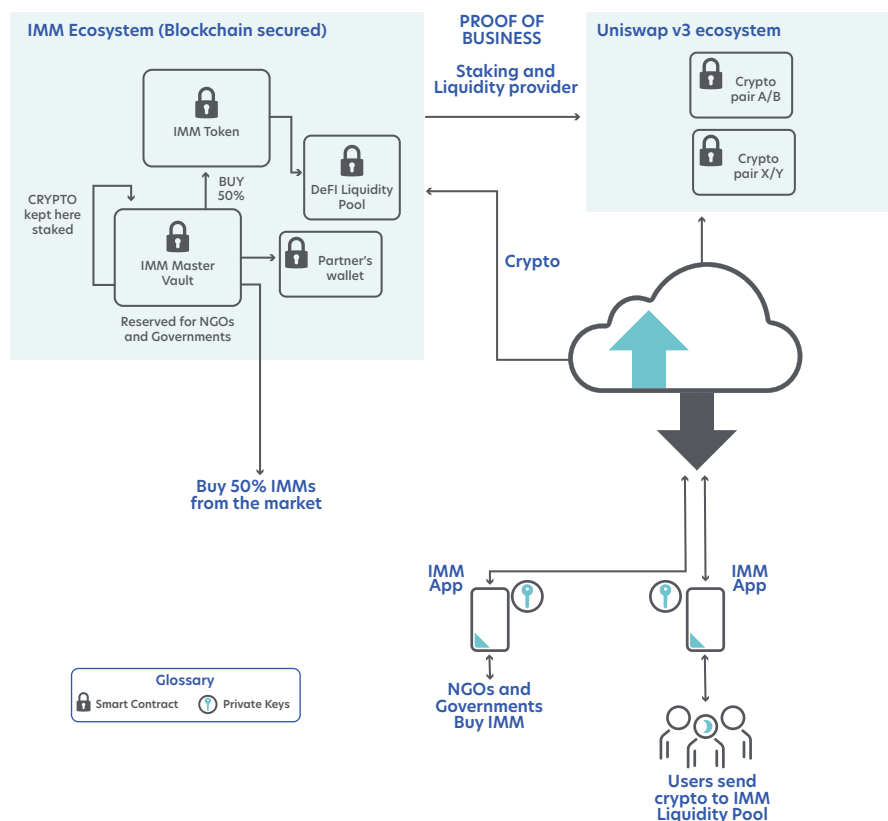 IMM Ecosystem (Blockchain secured)
PROOF OF
BUSINESS
Staking and
Liquidity provider
Uniswap v3 ecosystem
Crypto
pair A/B
Crypto
pair X/Y
IMM Token
DeFI Liquidity
Pool
BUY
50%
CRYPTO
kept here
staked
IMM Master
Vault
Partner's
wallet
Reserved for NGOs
and Governments
Crypto
Buy 50% IMMs
from the market
IMM
App
IMM
App
NGOs and
Governments
Buy IMM
Glossary
Smart Contract
Private Keys
Users send
crypto to IMM
Liquidity Pool